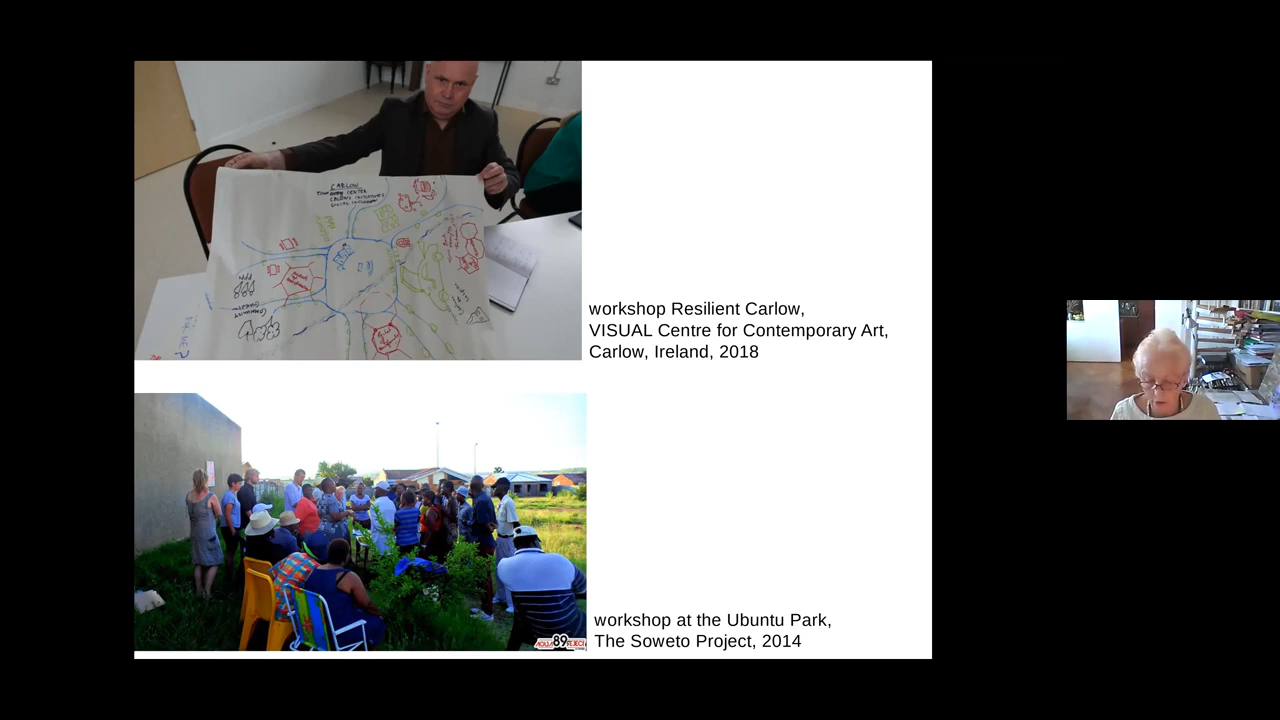 CARLOW
workshop Resilient Carlow,
VISUAL Centre for Contemporary Art,
Carlow, Ireland, 2018
89
workshop at the Ubuntu Park,
The Soweto Project, 2014